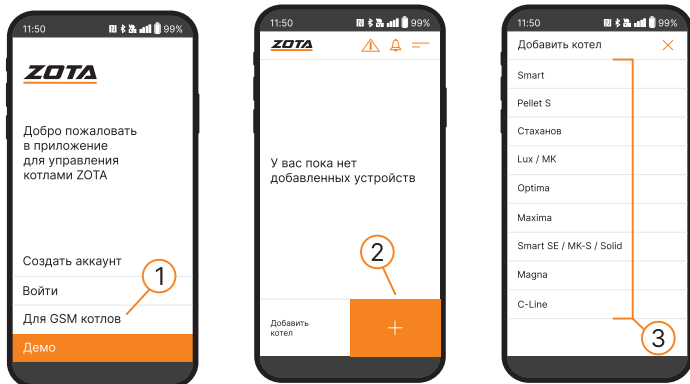 11:50
99%
ZOTA
Добро пожаловать
в приложение
для управления
котлами ZOTA
Создать аккаунт
1
Войти
Для GSM котлов
Демо
11:50
99%
ZOTA
У вас пока нет
добавленных устройств
2
Добавить
котел
+
11:50
99%
Добавить котел
Smart
Pellet S
Стаханов
Lux / MK
Optima
Maxima
Smart SE / MK-S / Solid
Magna
C-Line
3